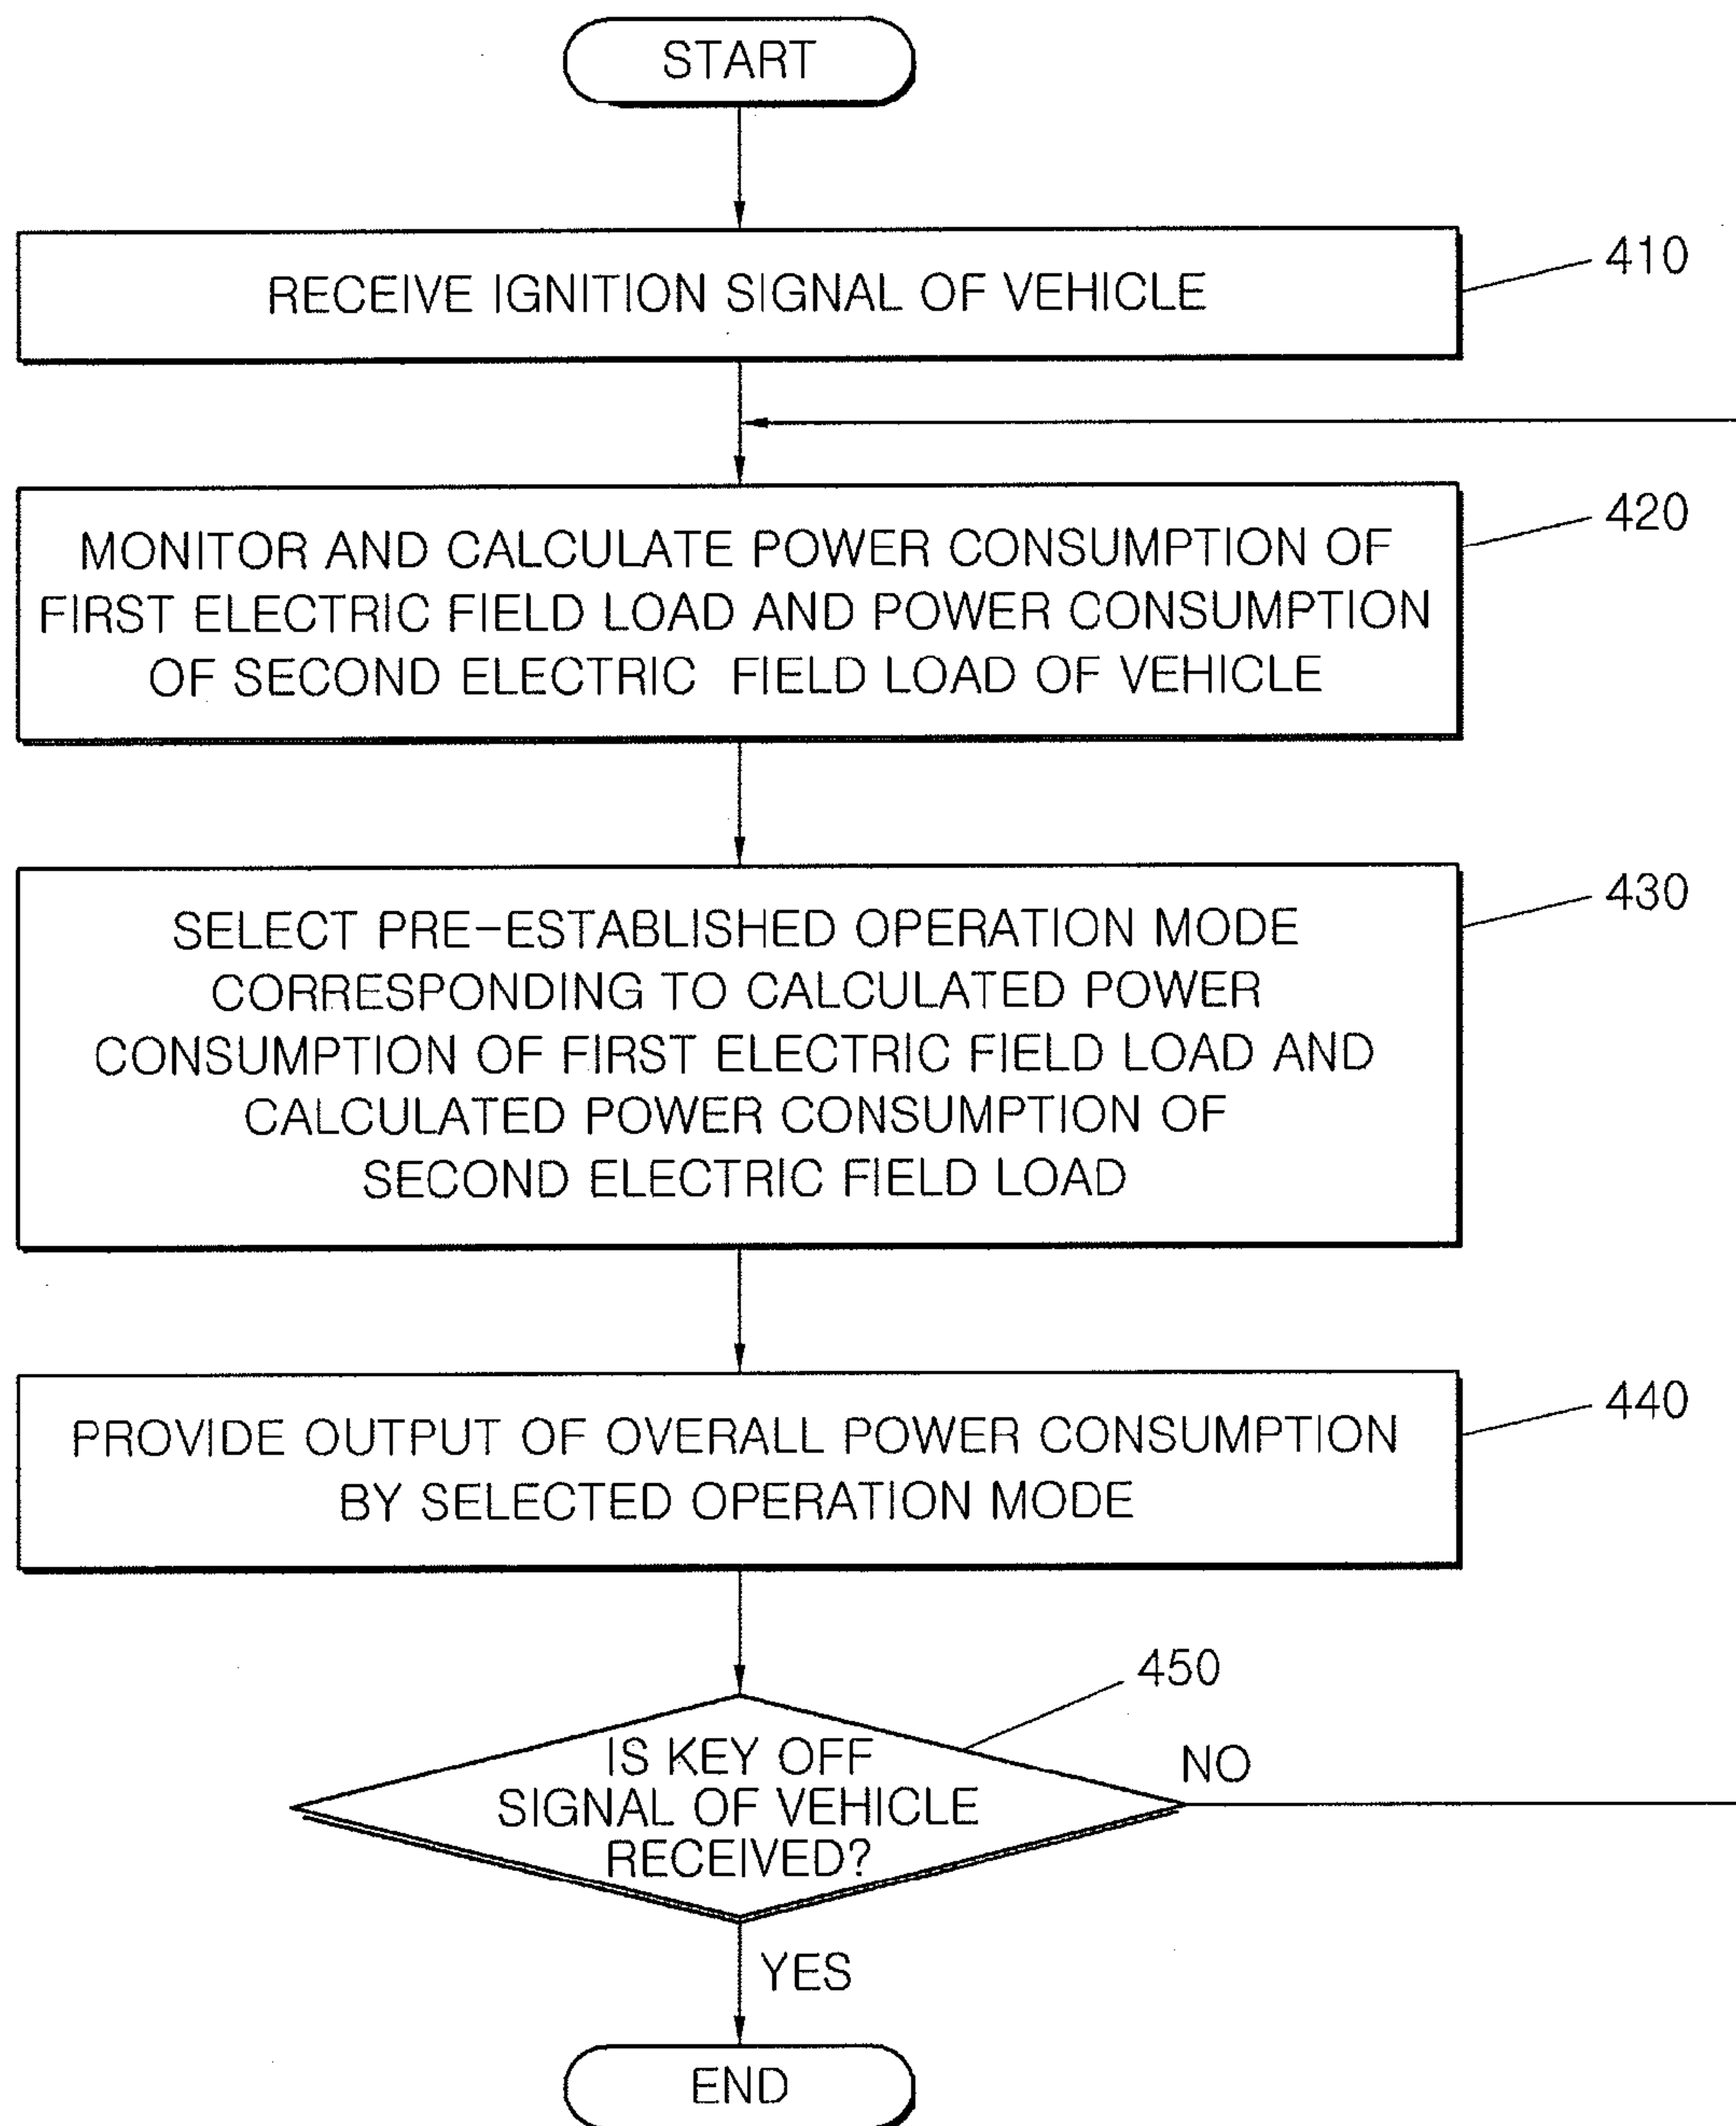 START
RECEIVE IGNITION SIGNAL OF VEHICLE
410
MONITOR AND CALCULATE POWER CONSUMPTION OF
FIRST ELECTRIC FIELD LOAD AND POWER CONSUMPTION
OF SECOND ELECTRIC FIELD LOAD OF VEHICLE
420
SELECT PRE-ESTABLISHED OPERATION MODE
CORRESPONDING TO CALCULATED POWER
CONSUMPTION OF FIRST ELECTRIC FIELD LOAD AND
CALCULATED POWER CONSUMPTION OF
SECOND ELECTRIC FIELD LOAD
430
PROVIDE OUTPUT OF OVERALL POWER CONSUMPTION
BY SELECTED OPERATION MODE
440
IS KEY OFF
SIGNAL OF VEHICLE
RECEIVED?
450
NO
YES
END